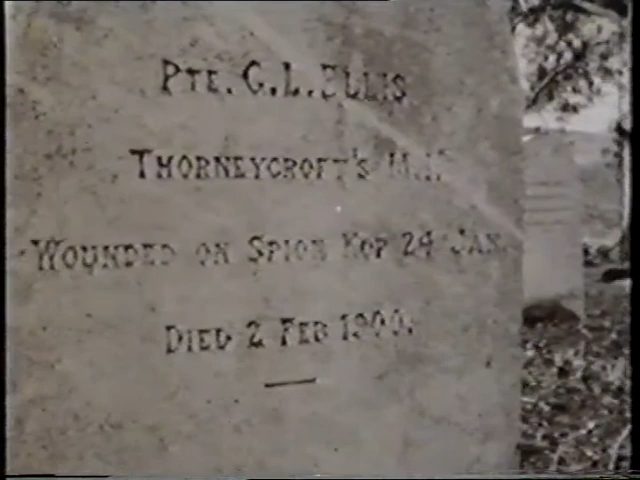 PTE. G. L. ELLIS
THORNEYCROFT'S M.I.
WOUNDED ON SPION KOP 24 JAN.
DIED 2 FEB 1900.